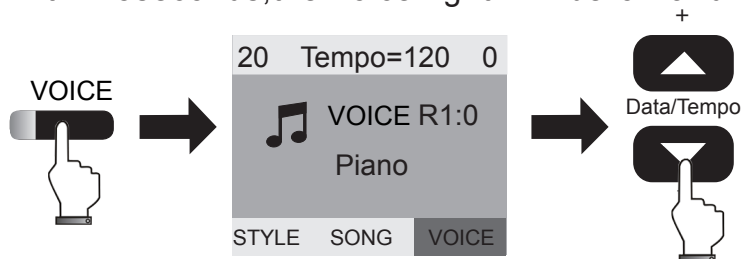 +
VOICE
20 Tempo=120 0
VOICE R1:0
Piano
STYLE SONG VOICE
Data/Tempo